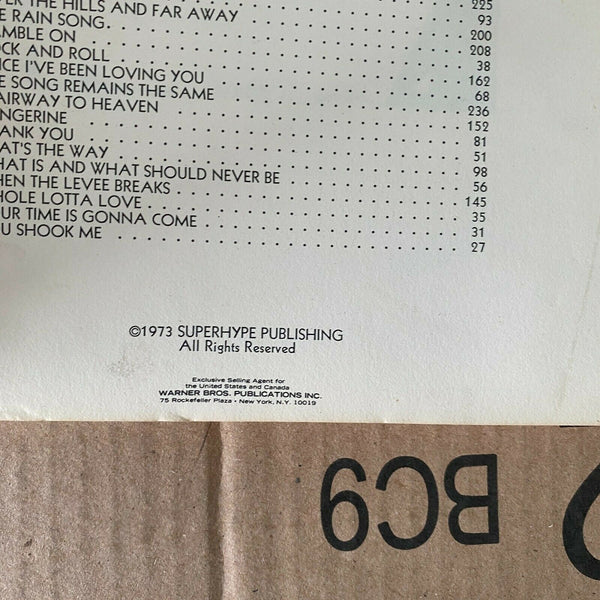 225
93
VER THE HILLS AND FAR AWAY 200
E RAIN SONG 208
MBLE ON 38
CK AND ROLL 162
CE I'VE BEEN LOVING YOU 68
E SONG REMAINS THE SAME 236
AIRWAY TO HEAVEN 152
NGERINE 81
ANK YOU 51
AT'S THE WAY 98
HAT IS AND WHAT SHOULD NEVER BE 56
HEN THE LEVEE BREAKS 145
HOLE LOTTA LOVE 35
UR TIME IS GONNA COME 31
U SHOOK ME 27
©1973 SUPERHYPE PUBLISHING
All Rights Reserved
Exclusive Selling Agent for
the United States and Canada
WARNER BROS. PUBLICATIONS INC.
75 Rockefeller Plaza • New York, N.Y. 10019
BC9